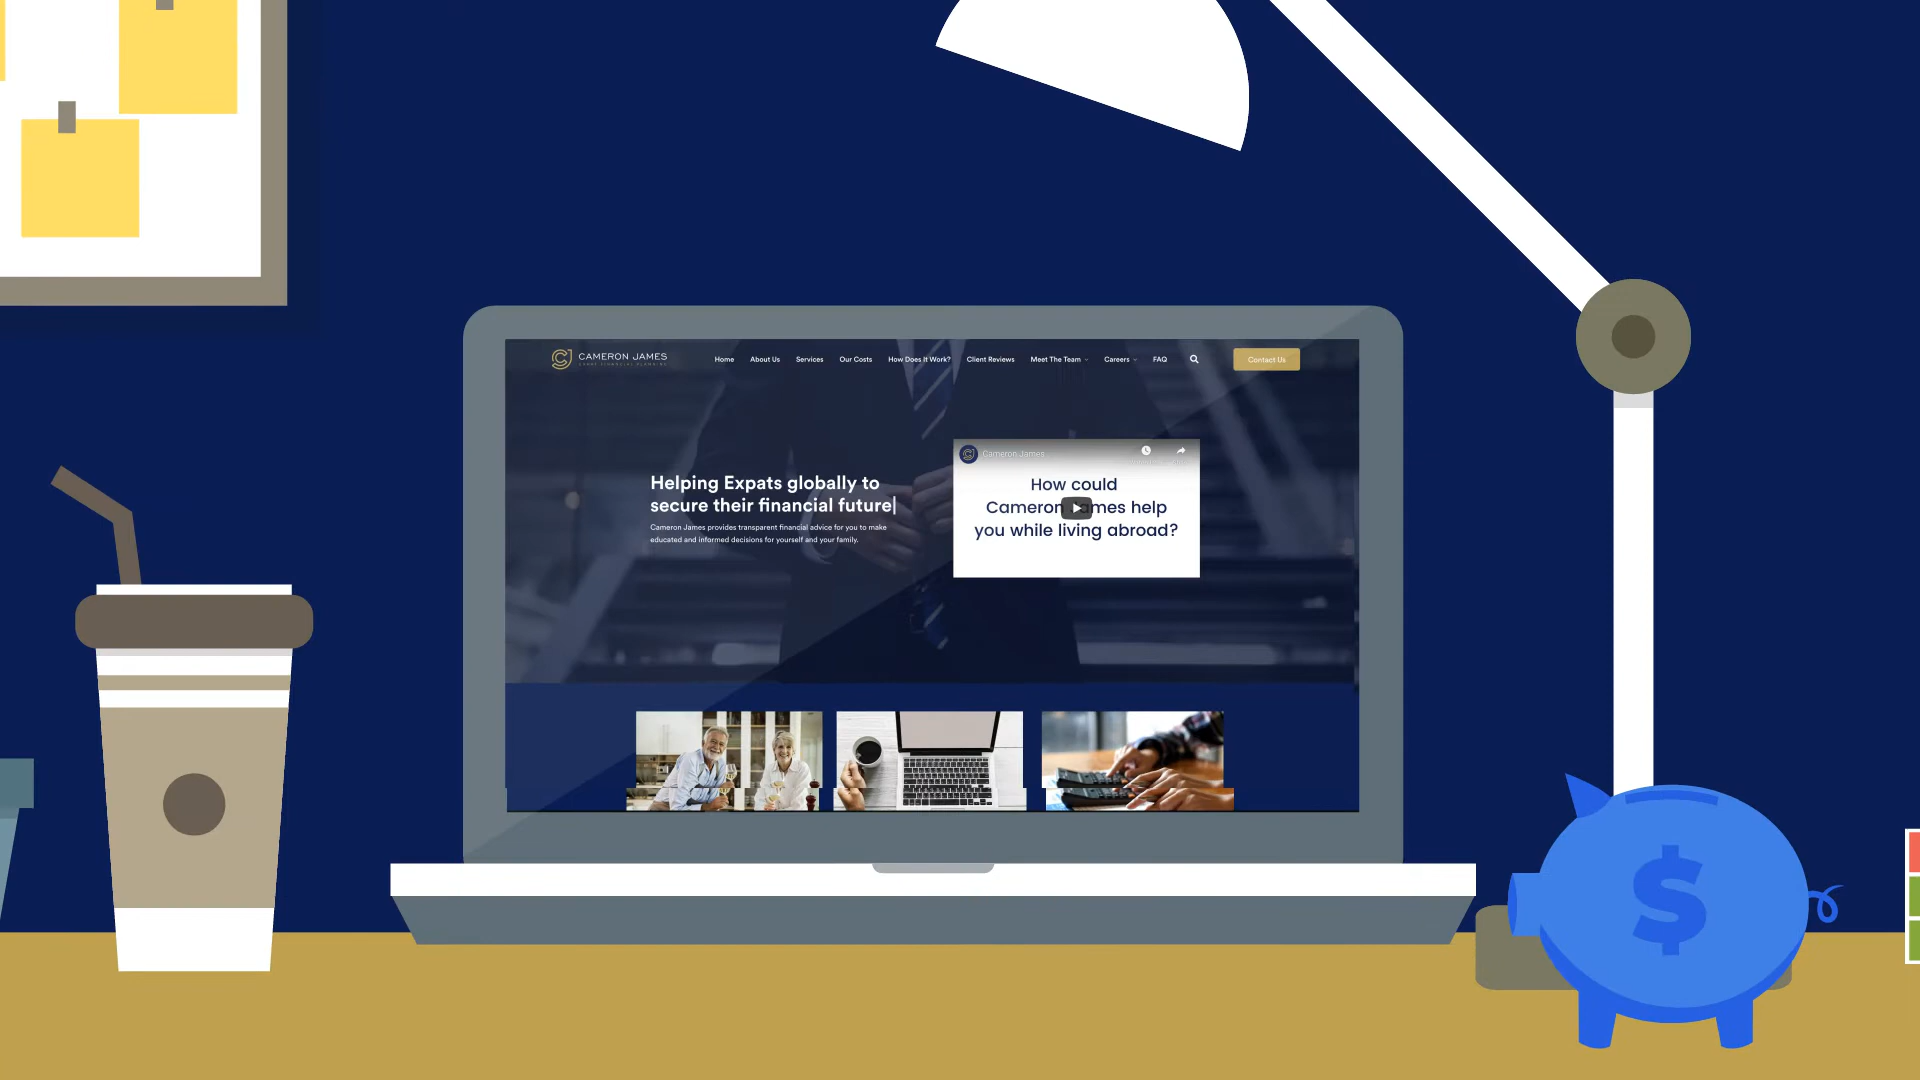 CAMERON JAMES
Home About Us Services Our Costs How Does It Work? Client Reviews Meet The Team Careers FAQ Contact Us
Cameron James
Helping Expats globally to
secure their financial future
Cameron James provides transparent financial advice for you to make
educated and informed decisions for yourself and your family.
How could
Cameron James help
you while living abroad?
$